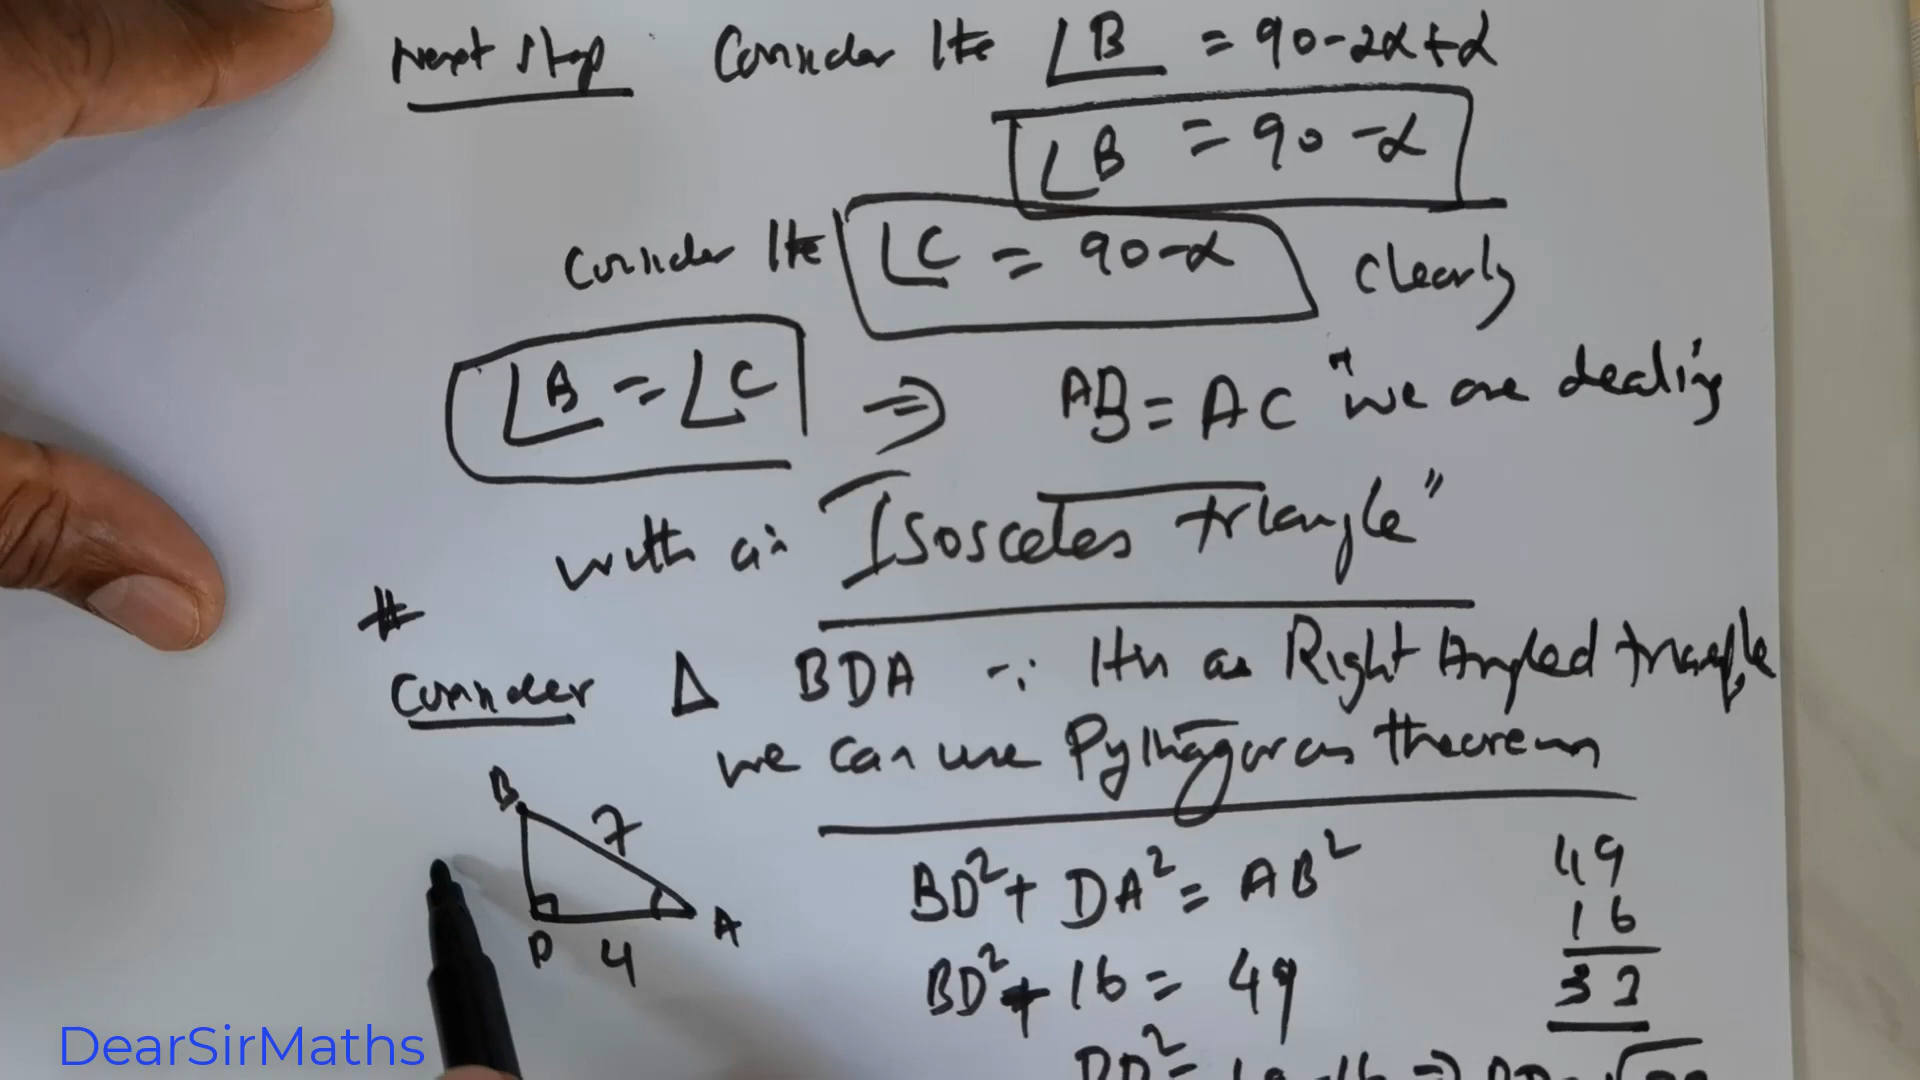 Next step Consider the ∠B = 90-2α+α
∠B = 90-α
Consider the ∠C = 90-α clearly
∠B = ∠C ⇒ AB = AC "we are dealing
with a: Isosceles triangle"
#
Consider Δ BDA ∵ this is a Right Angled triangle,
we can use Pythagoras theorem
B
7
D 4 A
BD²+ DA² = AB²
BD²+ 16 = 49
49
16
33
DearSirMaths